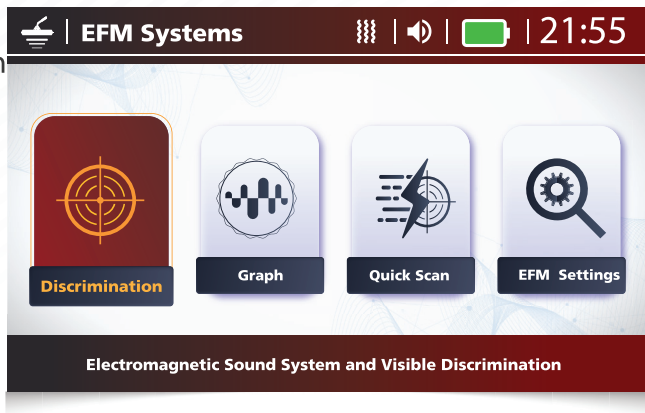 EFM Systems
21:55
n
Discrimination
Graph
Quick Scan
EFM Settings
Electromagnetic Sound System and Visible Discrimination